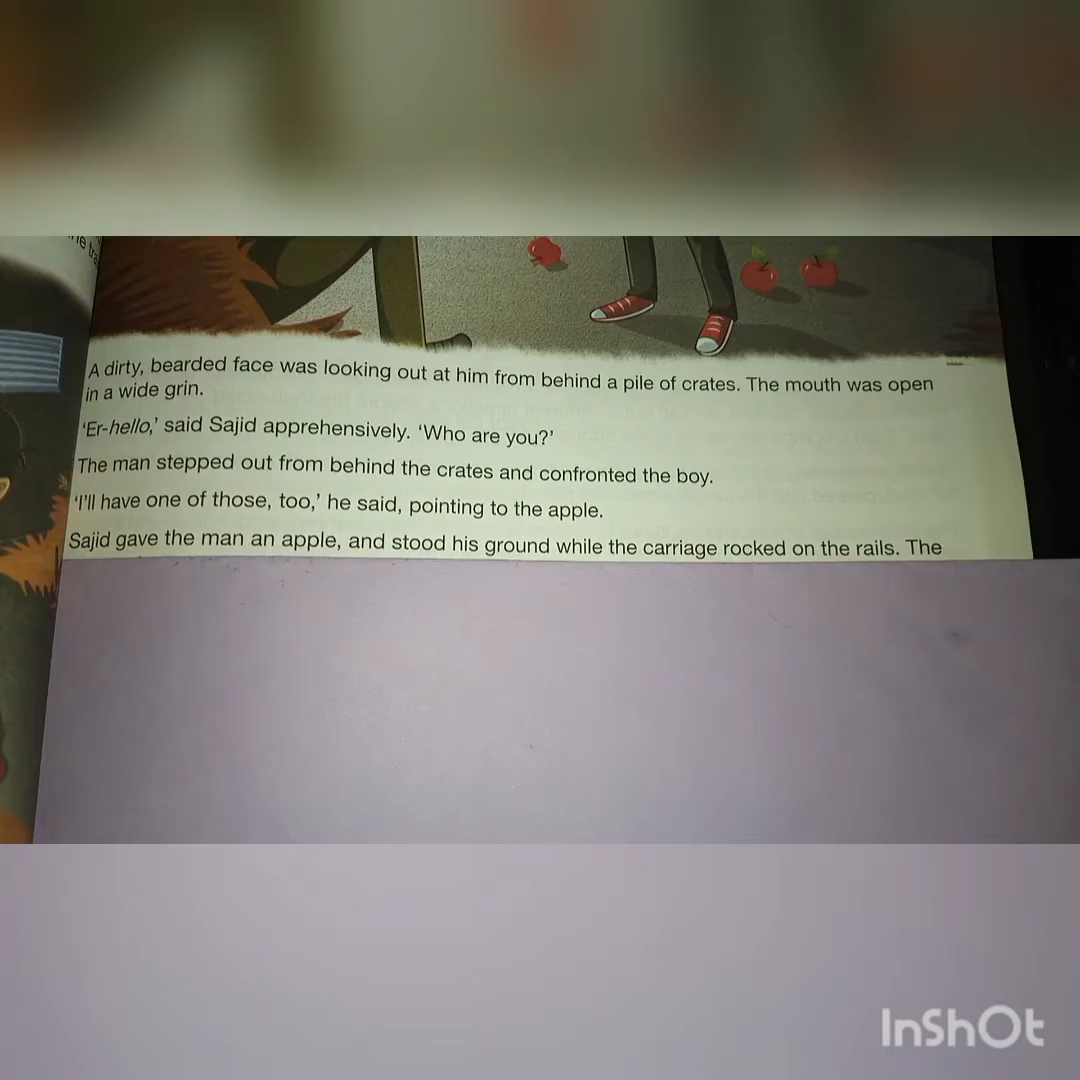 he tra
A dirty, bearded face was looking out at him from behind a pile of crates. The mouth was open
in a wide grin.
‘Er-hello,’ said Sajid apprehensively. ‘Who are you?’
The man stepped out from behind the crates and confronted the boy.
‘I’ll have one of those, too,’ he said, pointing to the apple.
Sajid gave the man an apple, and stood his ground while the carriage rocked on the rails. The
InShOt